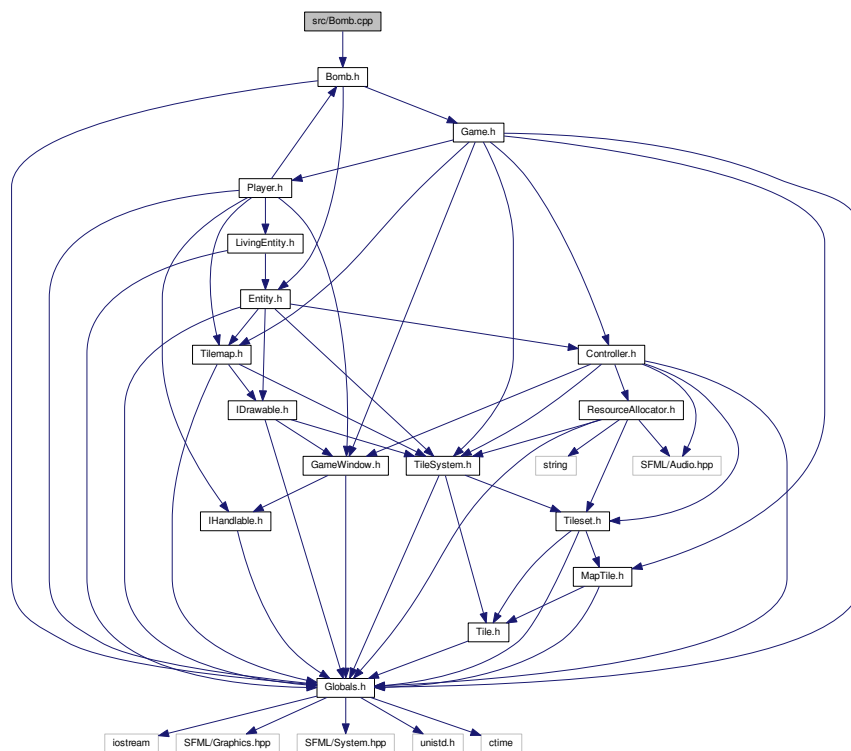 src/Bomb.cpp
Bomb.h
Game.h
Player.h
LivingEntity.h
Entity.h
Tilemap.h
Controller.h
IDrawable.h
ResourceAllocator.h
GameWindow.h
TileSystem.h
string
SFML/Audio.hpp
IHandlable.h
Tileset.h
MapTile.h
Tile.h
Globals.h
iostream
SFML/Graphics.hpp
SFML/System.hpp
unistd.h
ctime